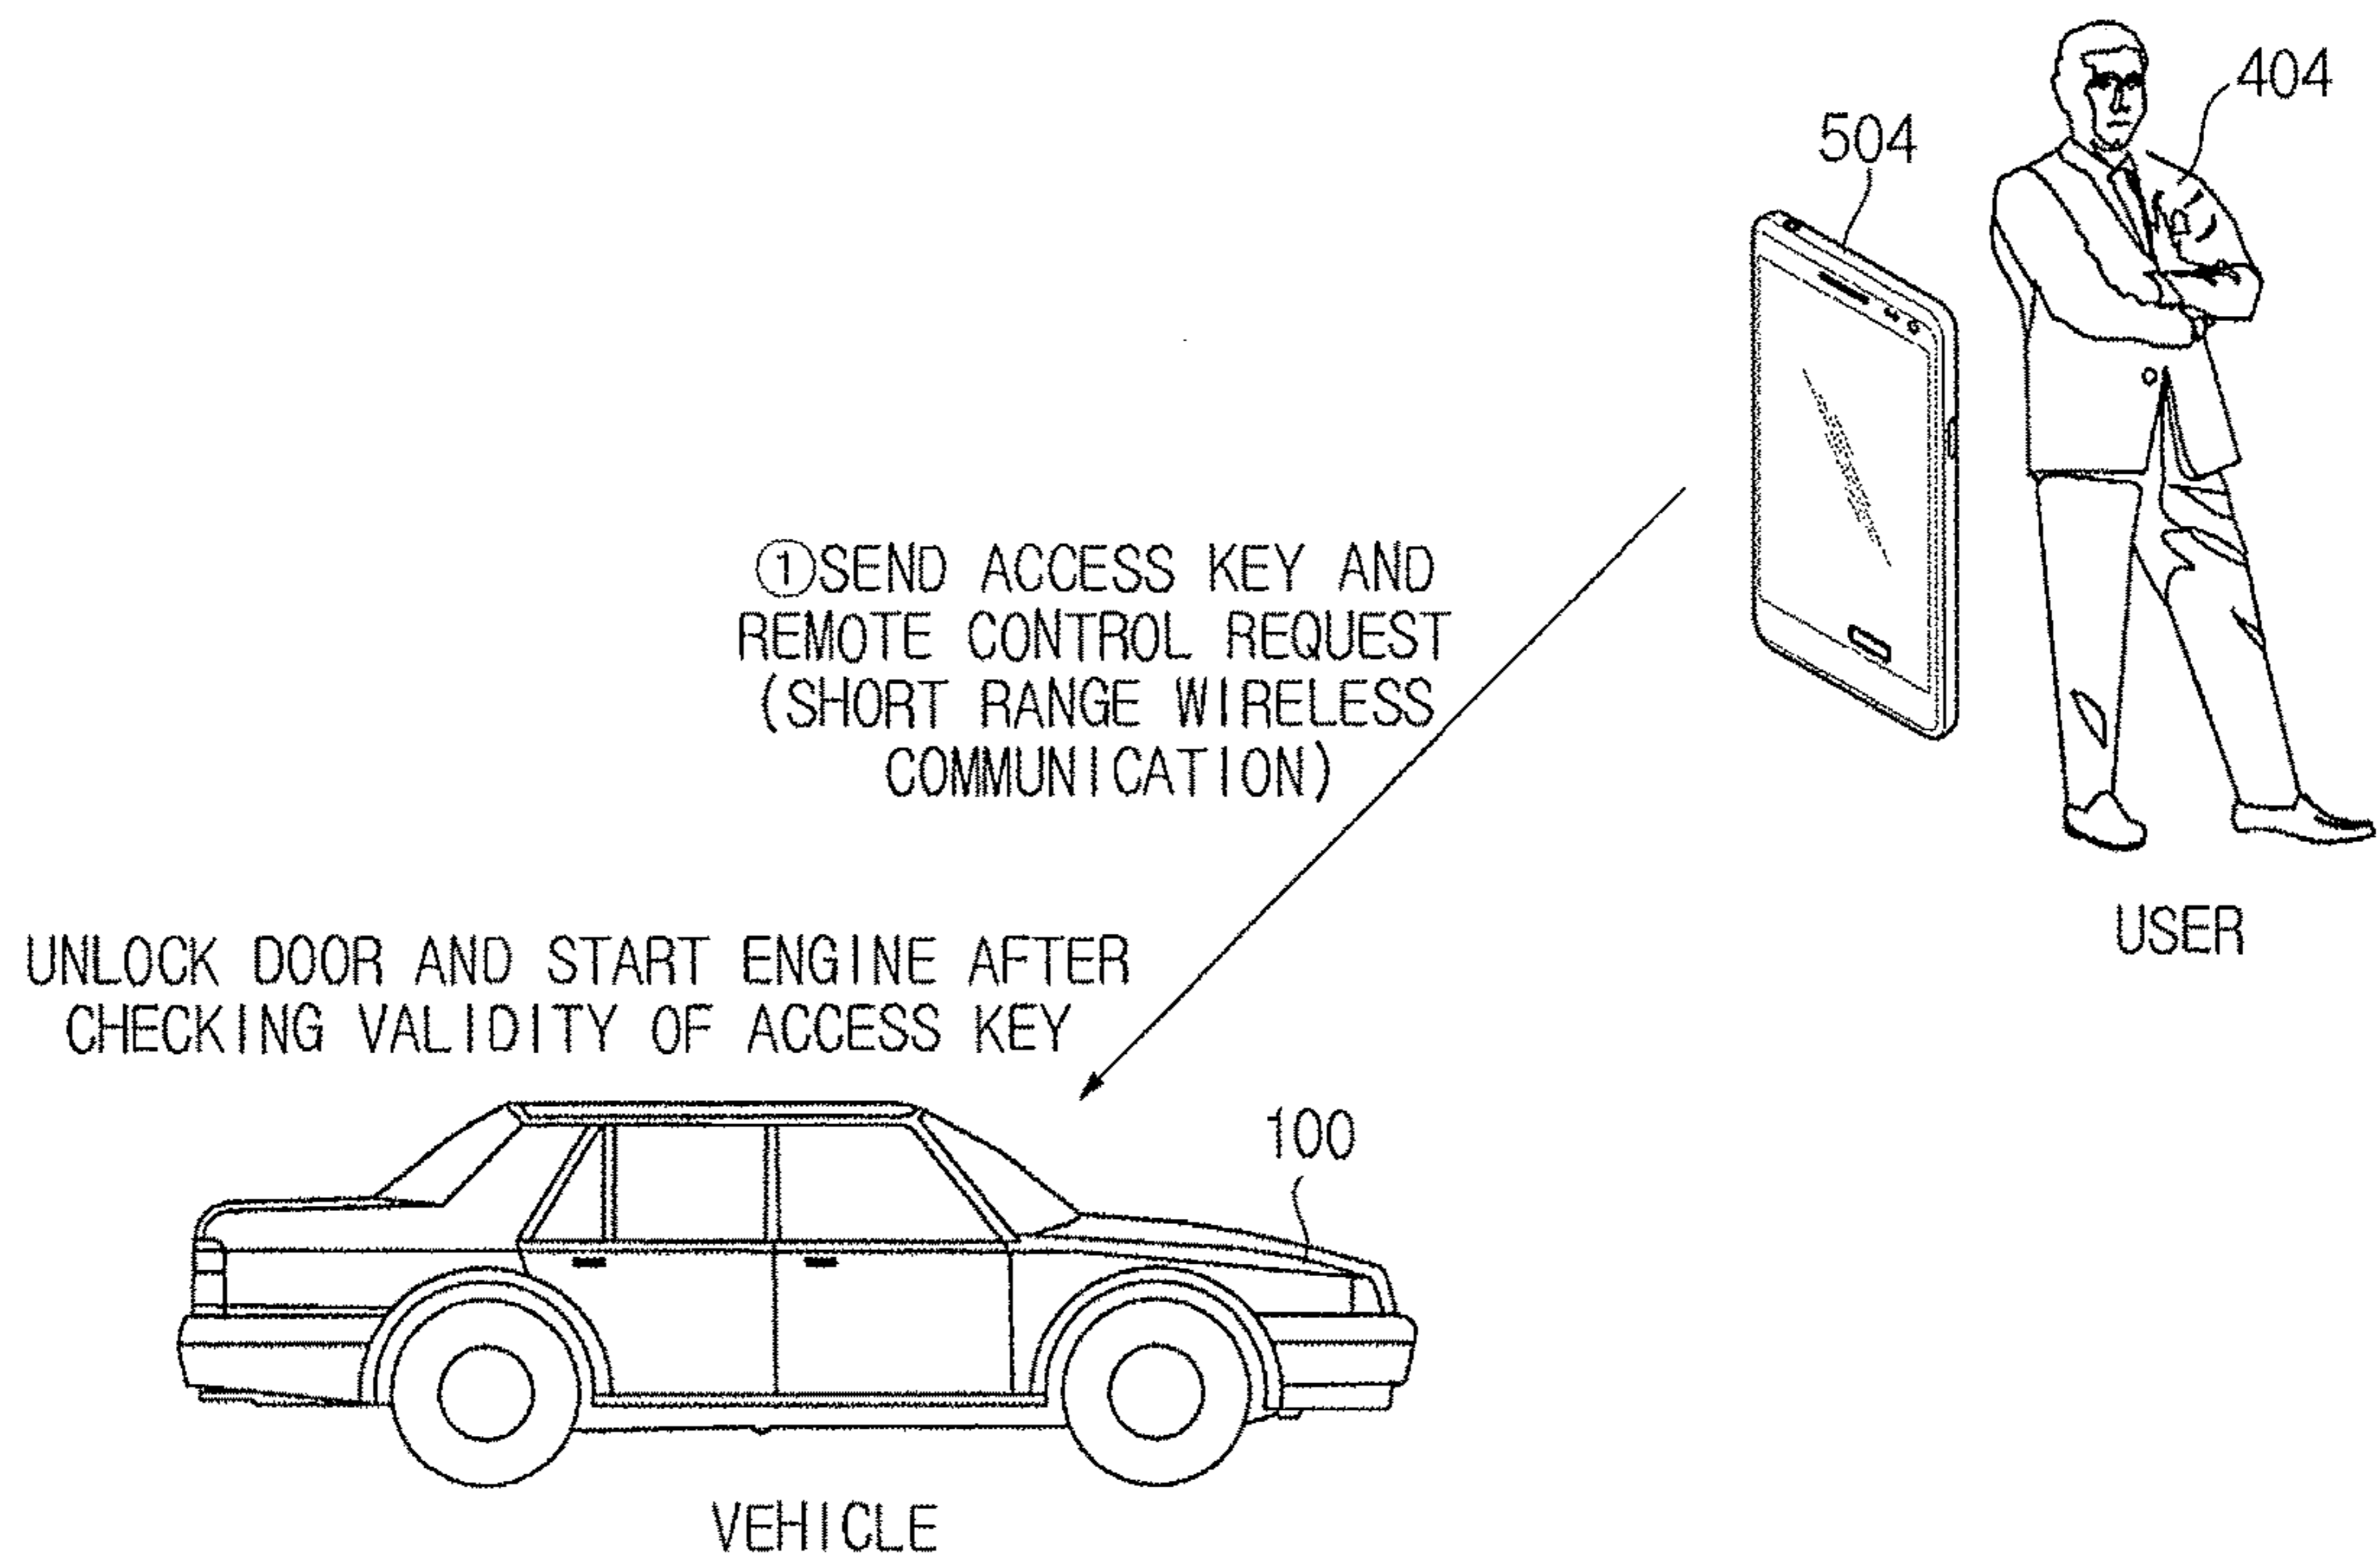 404
504
①SEND ACCESS KEY AND
REMOTE CONTROL REQUEST
(SHORT RANGE WIRELESS
COMMUNICATION)
USER
UNLOCK DOOR AND START ENGINE AFTER
CHECKING VALIDITY OF ACCESS KEY
100
VEHICLE